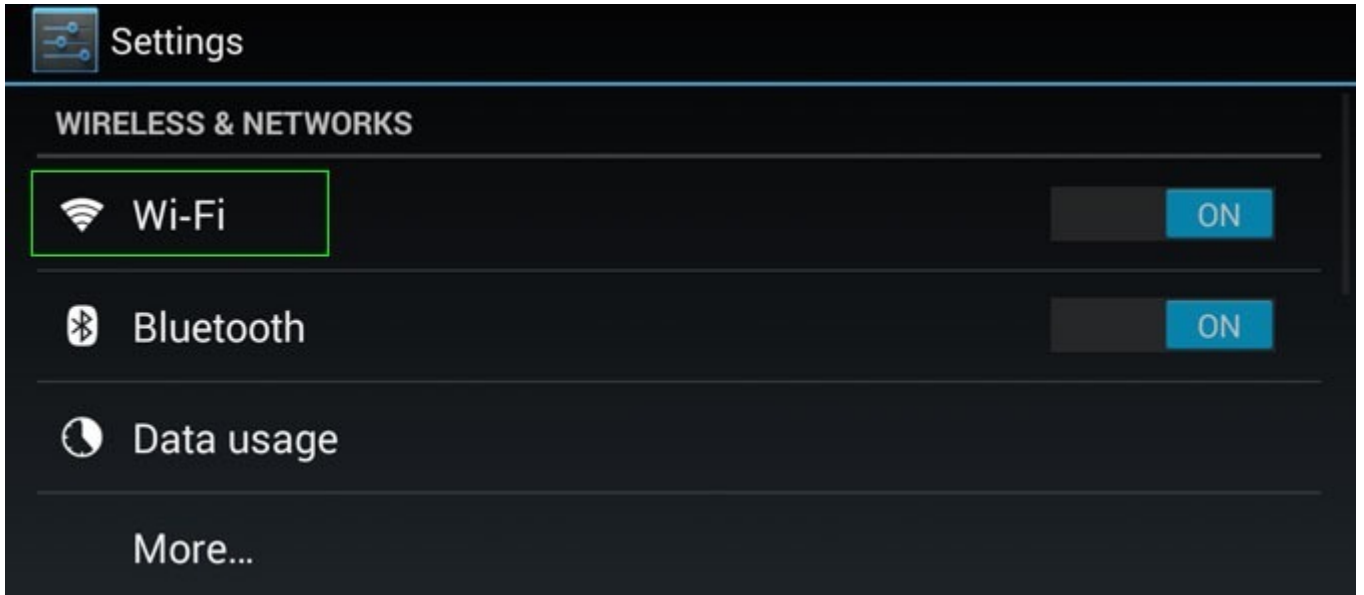 Settings
WIRELESS & NETWORKS
Wi-Fi ON
Bluetooth ON
Data usage
More...